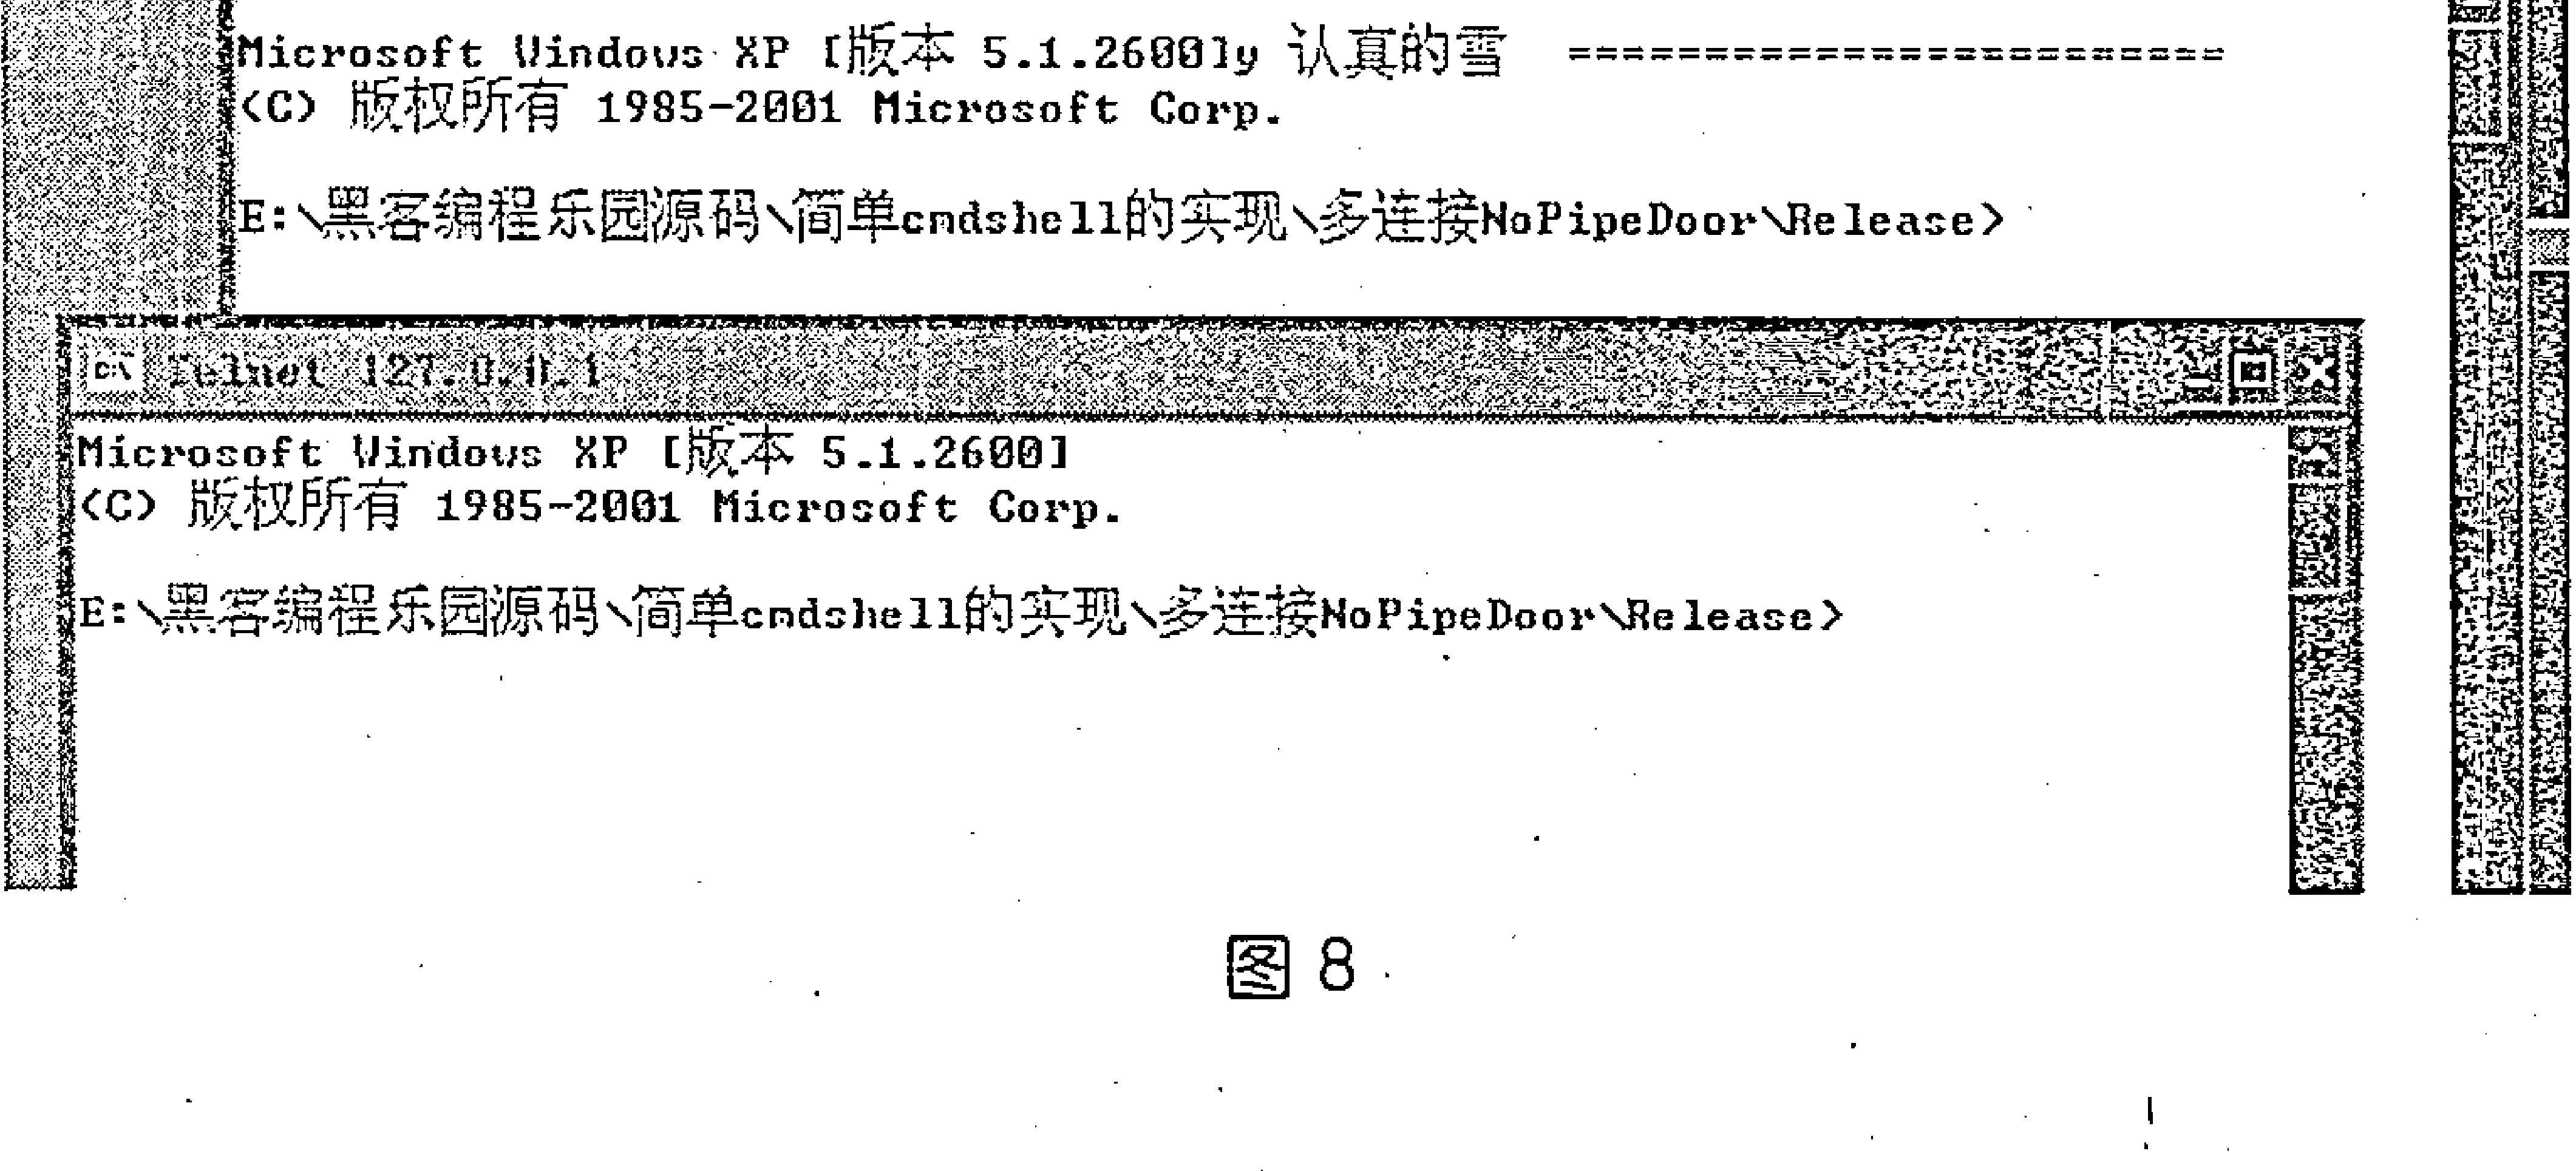 Microsoft Windows XP [版本 5.1.2600]y 认真的雪 ========================
(C) 版权所有 1985-2001 Microsoft Corp.
E:\黑客编程乐园源码\简单cmdshell的实现\多连接NoPipeDoor\Release>
Telnet 127.0.0.1
Microsoft Windows XP [版本 5.1.2600]
(C) 版权所有 1985-2001 Microsoft Corp.
E:\黑客编程乐园源码\简单cmdshell的实现\多连接NoPipeDoor\Release>
图 8